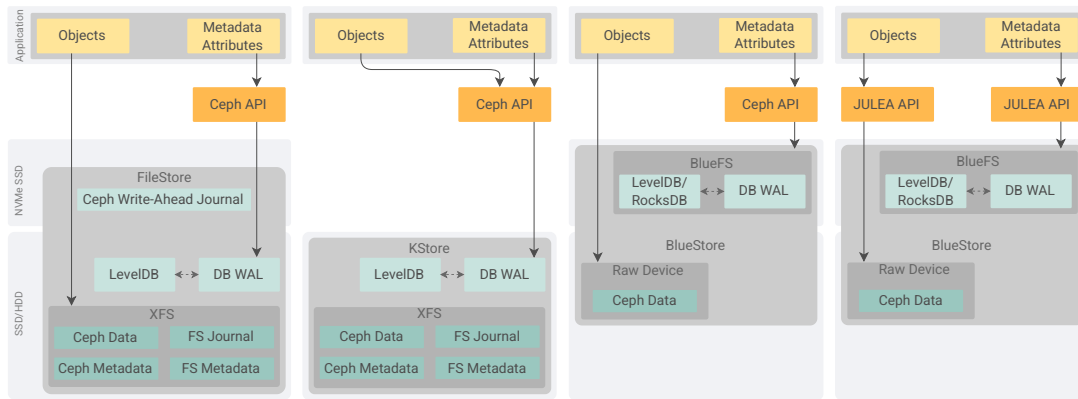 Application
Objects
Metadata
Attributes
Ceph API
NVMe SSD
FileStore
Ceph Write-Ahead Journal
SSD/HDD
LevelDB
DB WAL
XFS
Ceph Data
FS Journal
Ceph Metadata
FS Metadata
Objects
Metadata
Attributes
Ceph API
KStore
LevelDB
DB WAL
XFS
Ceph Data
FS Journal
Ceph Metadata
FS Metadata
Objects
Metadata
Attributes
Ceph API
BlueFS
LevelDB/
RocksDB
DB WAL
BlueStore
Raw Device
Ceph Data
Objects
Metadata
Attributes
JULEA API
JULEA API
BlueFS
LevelDB/
RocksDB
DB WAL
BlueStore
Raw Device
Ceph Data